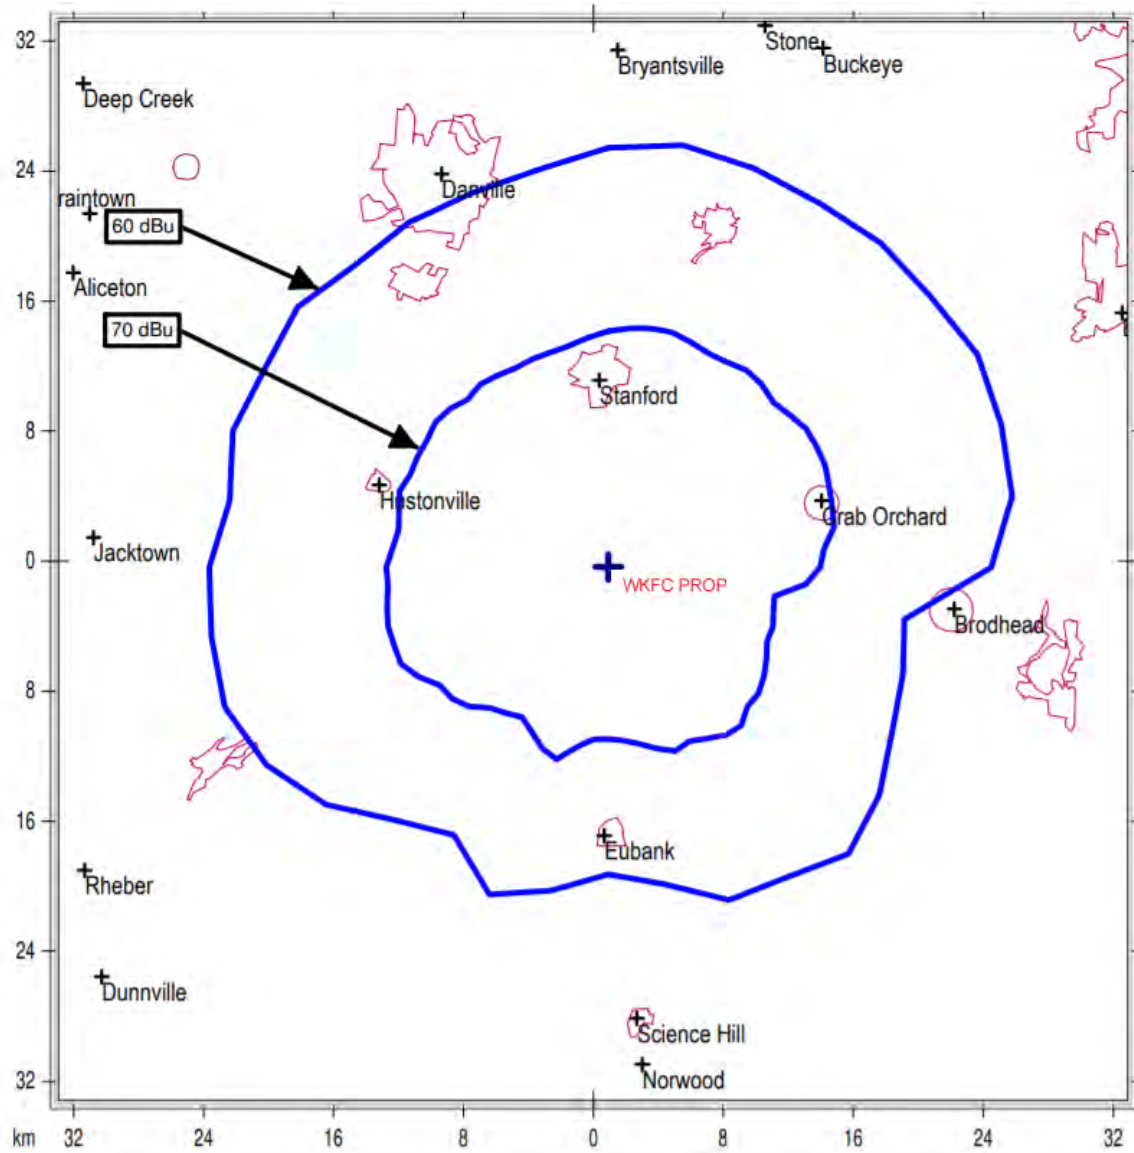 32
Stone
Buckeye
Bryantsville
Deep Creek
24
Danville
raintown
60 dBu
16
Aliceton
70 dBu
8
Stanford
Hustonville
Crab Orchard
Jacktown
0
WKFC PROP
Brodhead
8
16
Eubank
Rheber
24
Dunnville
Science Hill
32
Norwood
km 32 24 16 8 0 8 16 24 32